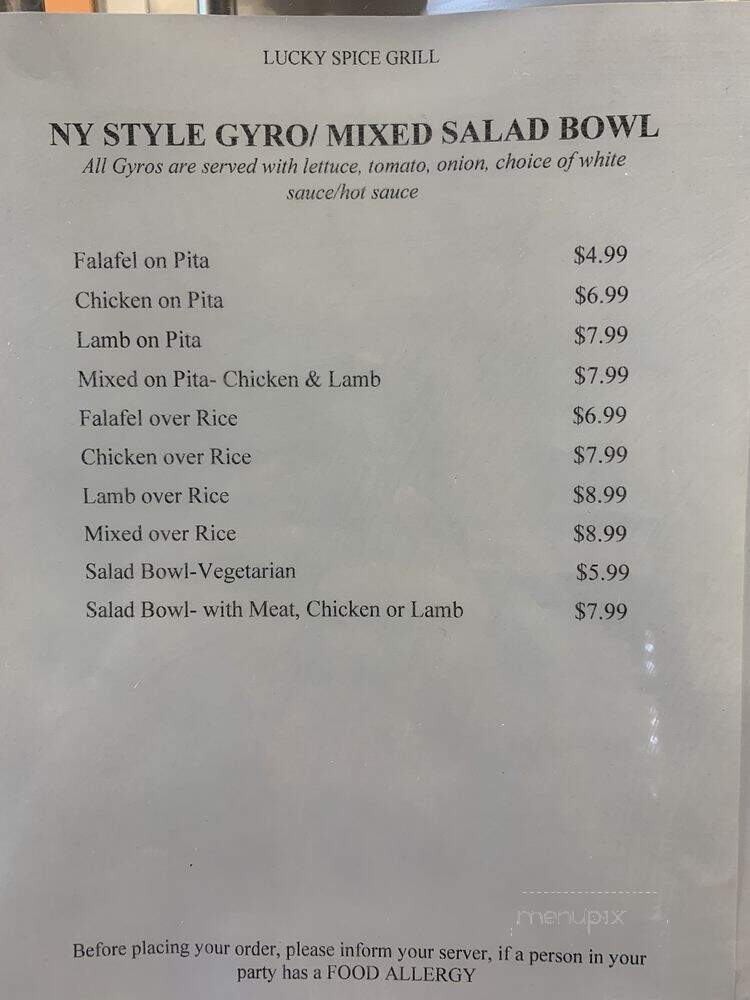 LUCKY SPICE GRILL
NY STYLE GYRO/ MIXED SALAD BOWL
All Gyros are served with lettuce, tomato, onion, choice of white
sauce/hot sauce
Falafel on Pita $4.99
Chicken on Pita $6.99
Lamb on Pita $7.99
Mixed on Pita- Chicken & Lamb $7.99
Falafel over Rice $6.99
Chicken over Rice $7.99
Lamb over Rice $8.99
Mixed over Rice $8.99
Salad Bowl-Vegetarian $5.99
Salad Bowl- with Meat, Chicken or Lamb $7.99
menupix
Before placing your order, please inform your server, if a person in your
party has a FOOD ALLERGY